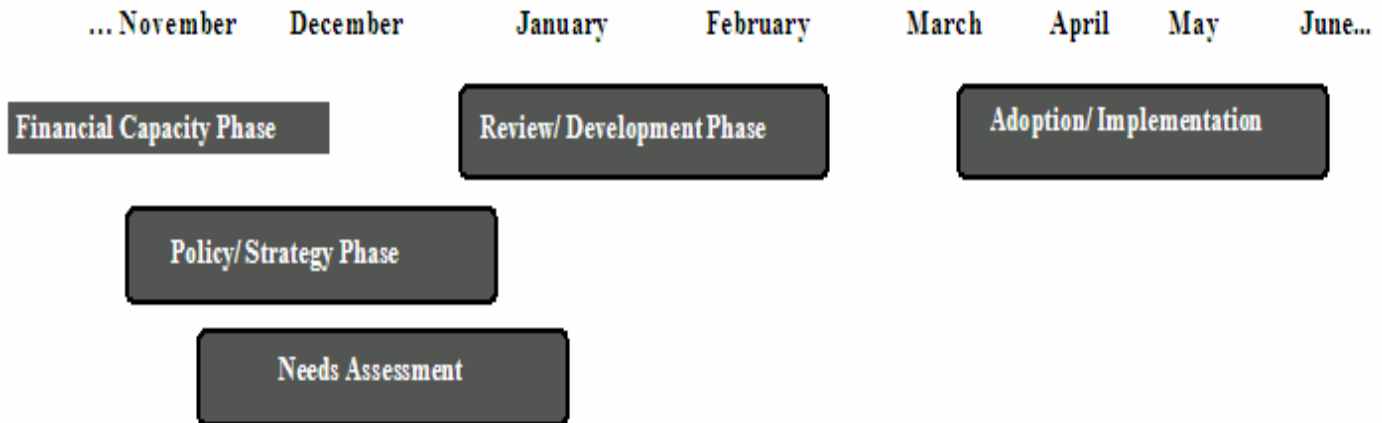 ... November December January February March April May June...
Financial Capacity Phase Review/ Development Phase Adoption/ Implementation
Policy/ Strategy Phase
Needs Assessment